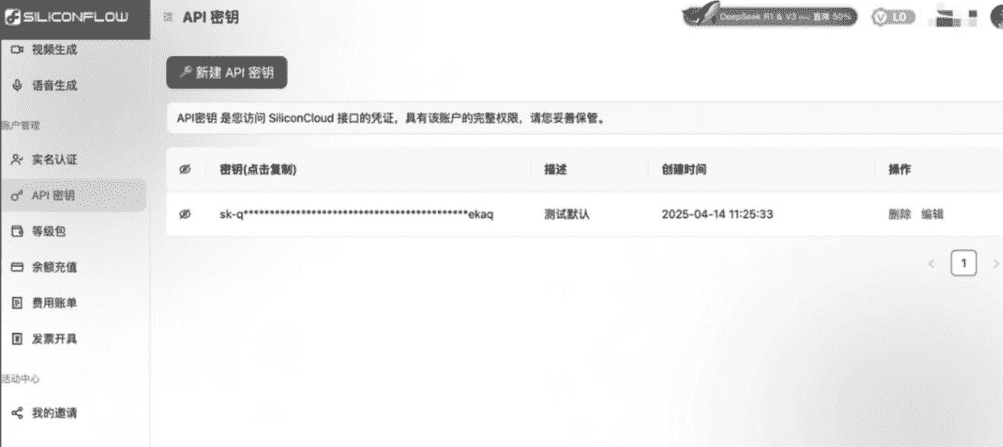 SILICONFLOW
API 密钥
DeepSeek R1 & V3 直降 50%
L0
视频生成
语音生成
账户管理
实名认证
API 密钥
等级包
余额充值
费用账单
发票开具
活动中心
我的邀请
新建 API 密钥
API密钥 是您访问 SiliconCloud 接口的凭证，具有该账户的完整权限，请您妥善保管。
密钥(点击复制) 描述 创建时间 操作
sk-q********************************************ekaq 测试默认 2025-04-14 11:25:33 删除 编辑
< 1 >